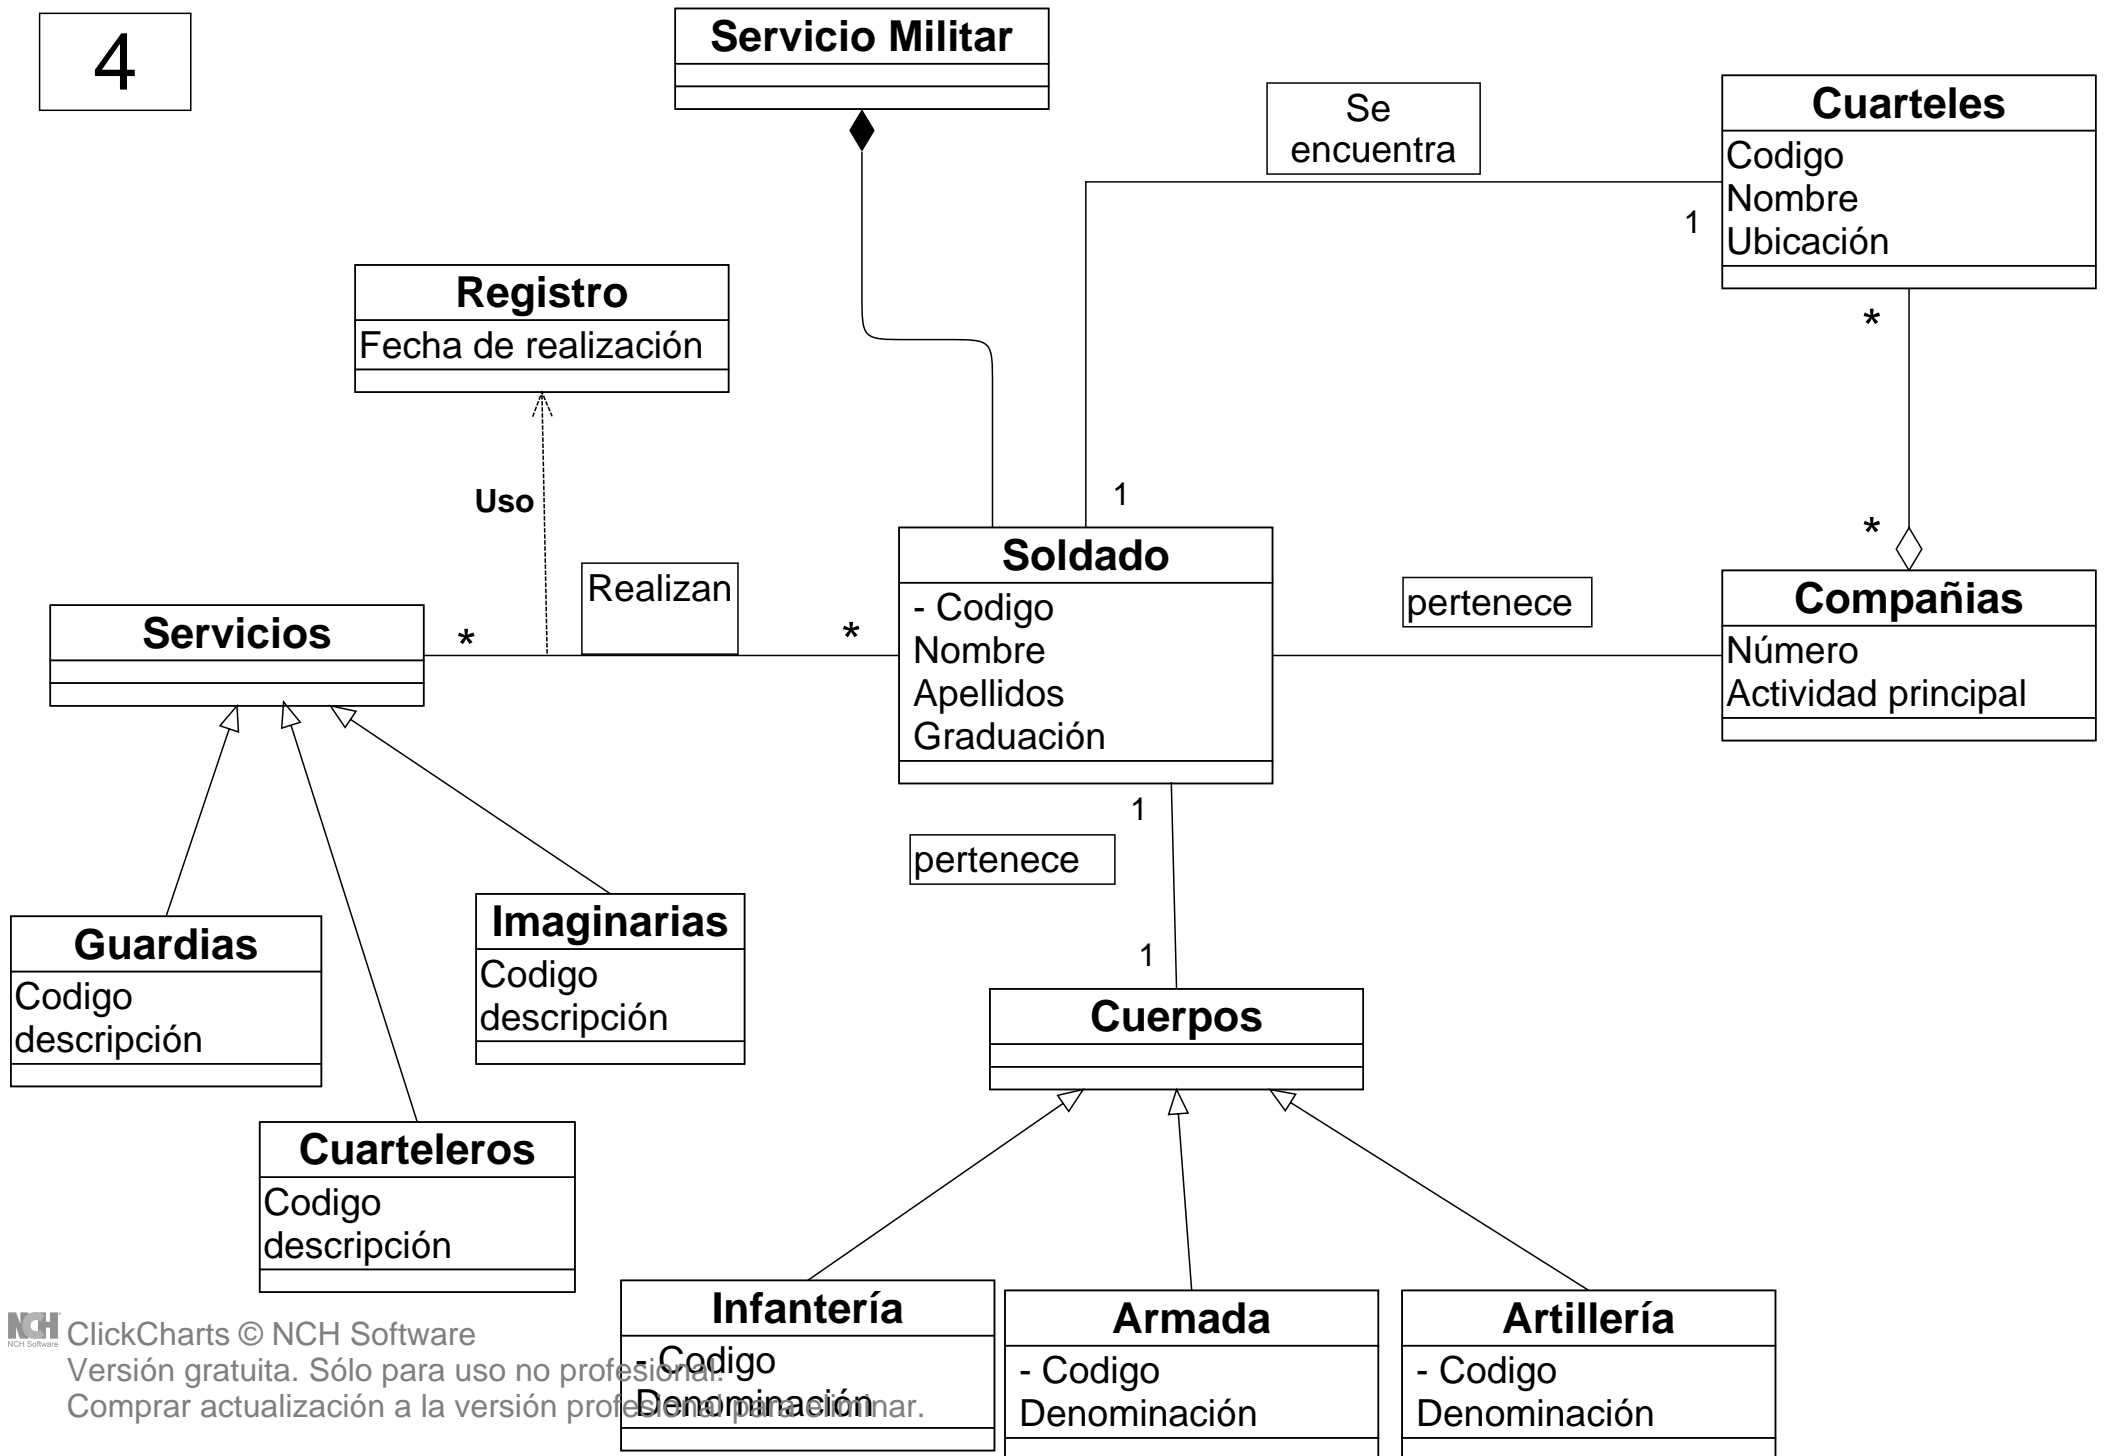 4
Servicio Militar
Se
encuentra
Cuarteles
Codigo
Nombre
Ubicación
1
*
Registro
Fecha de realización
Uso
1
*
Realizan
*
*
Servicios
Soldado
- Codigo
Nombre
Apellidos
Graduación
pertenece
Compañias
Número
Actividad principal
1
pertenece
1
Guardias
Codigo
descripción
Imaginarias
Codigo
descripción
Cuerpos
Cuarteleros
Codigo
descripción
Infantería
- Codigo
Denominación
Armada
- Codigo
Denominación
Artillería
- Codigo
Denominación
NCH
NCH Software
ClickCharts © NCH Software
Versión gratuita. Sólo para uso no profesional.
Comprar actualización a la versión profesional para eliminar.